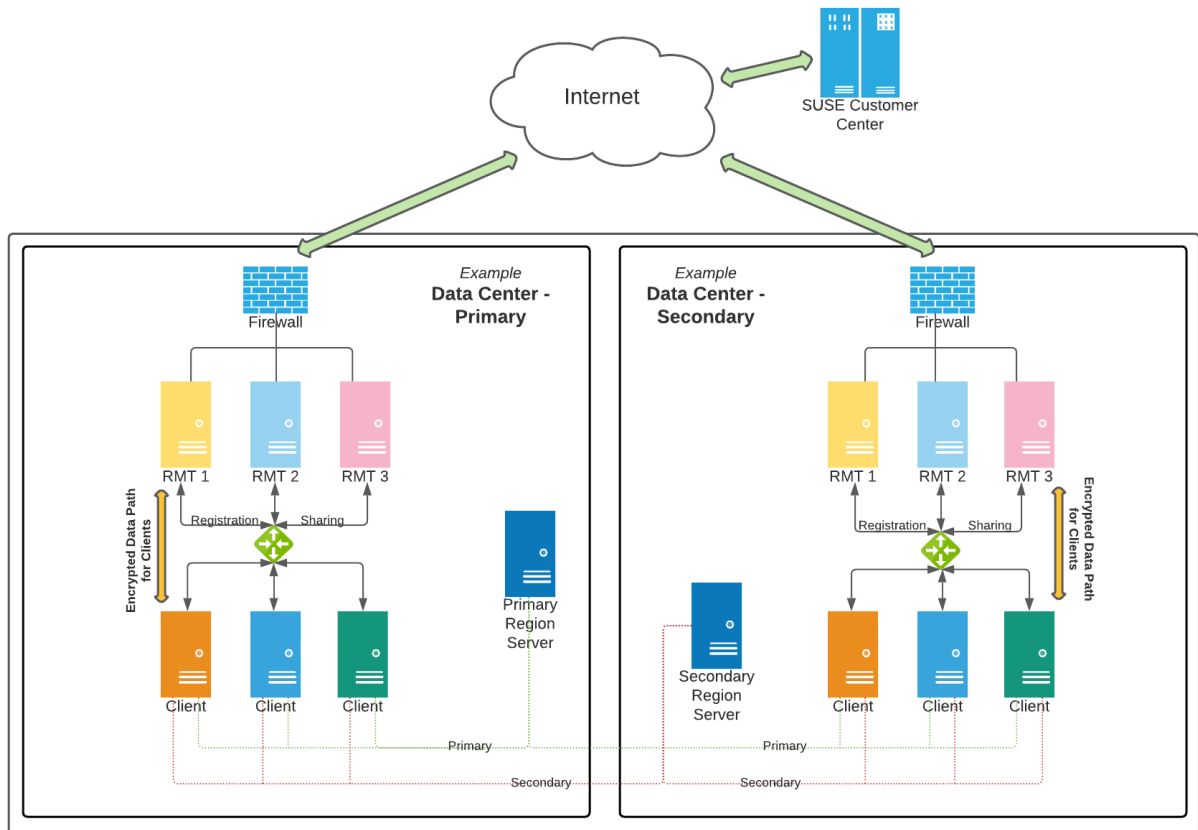 Internet
SUSE Customer
Center
Example
Data Center -
Primary
Firewall
RMT 1
RMT 2
RMT 3
Registration
Sharing
Encrypted Data Path
for Clients
Primary
Region
Server
Client
Client
Client
Primary
Secondary
Example
Data Center -
Secondary
Firewall
RMT 1
RMT 2
RMT 3
Registration
Sharing
Encrypted Data Path
for Clients
Secondary
Region
Server
Client
Client
Client
Primary
Secondary